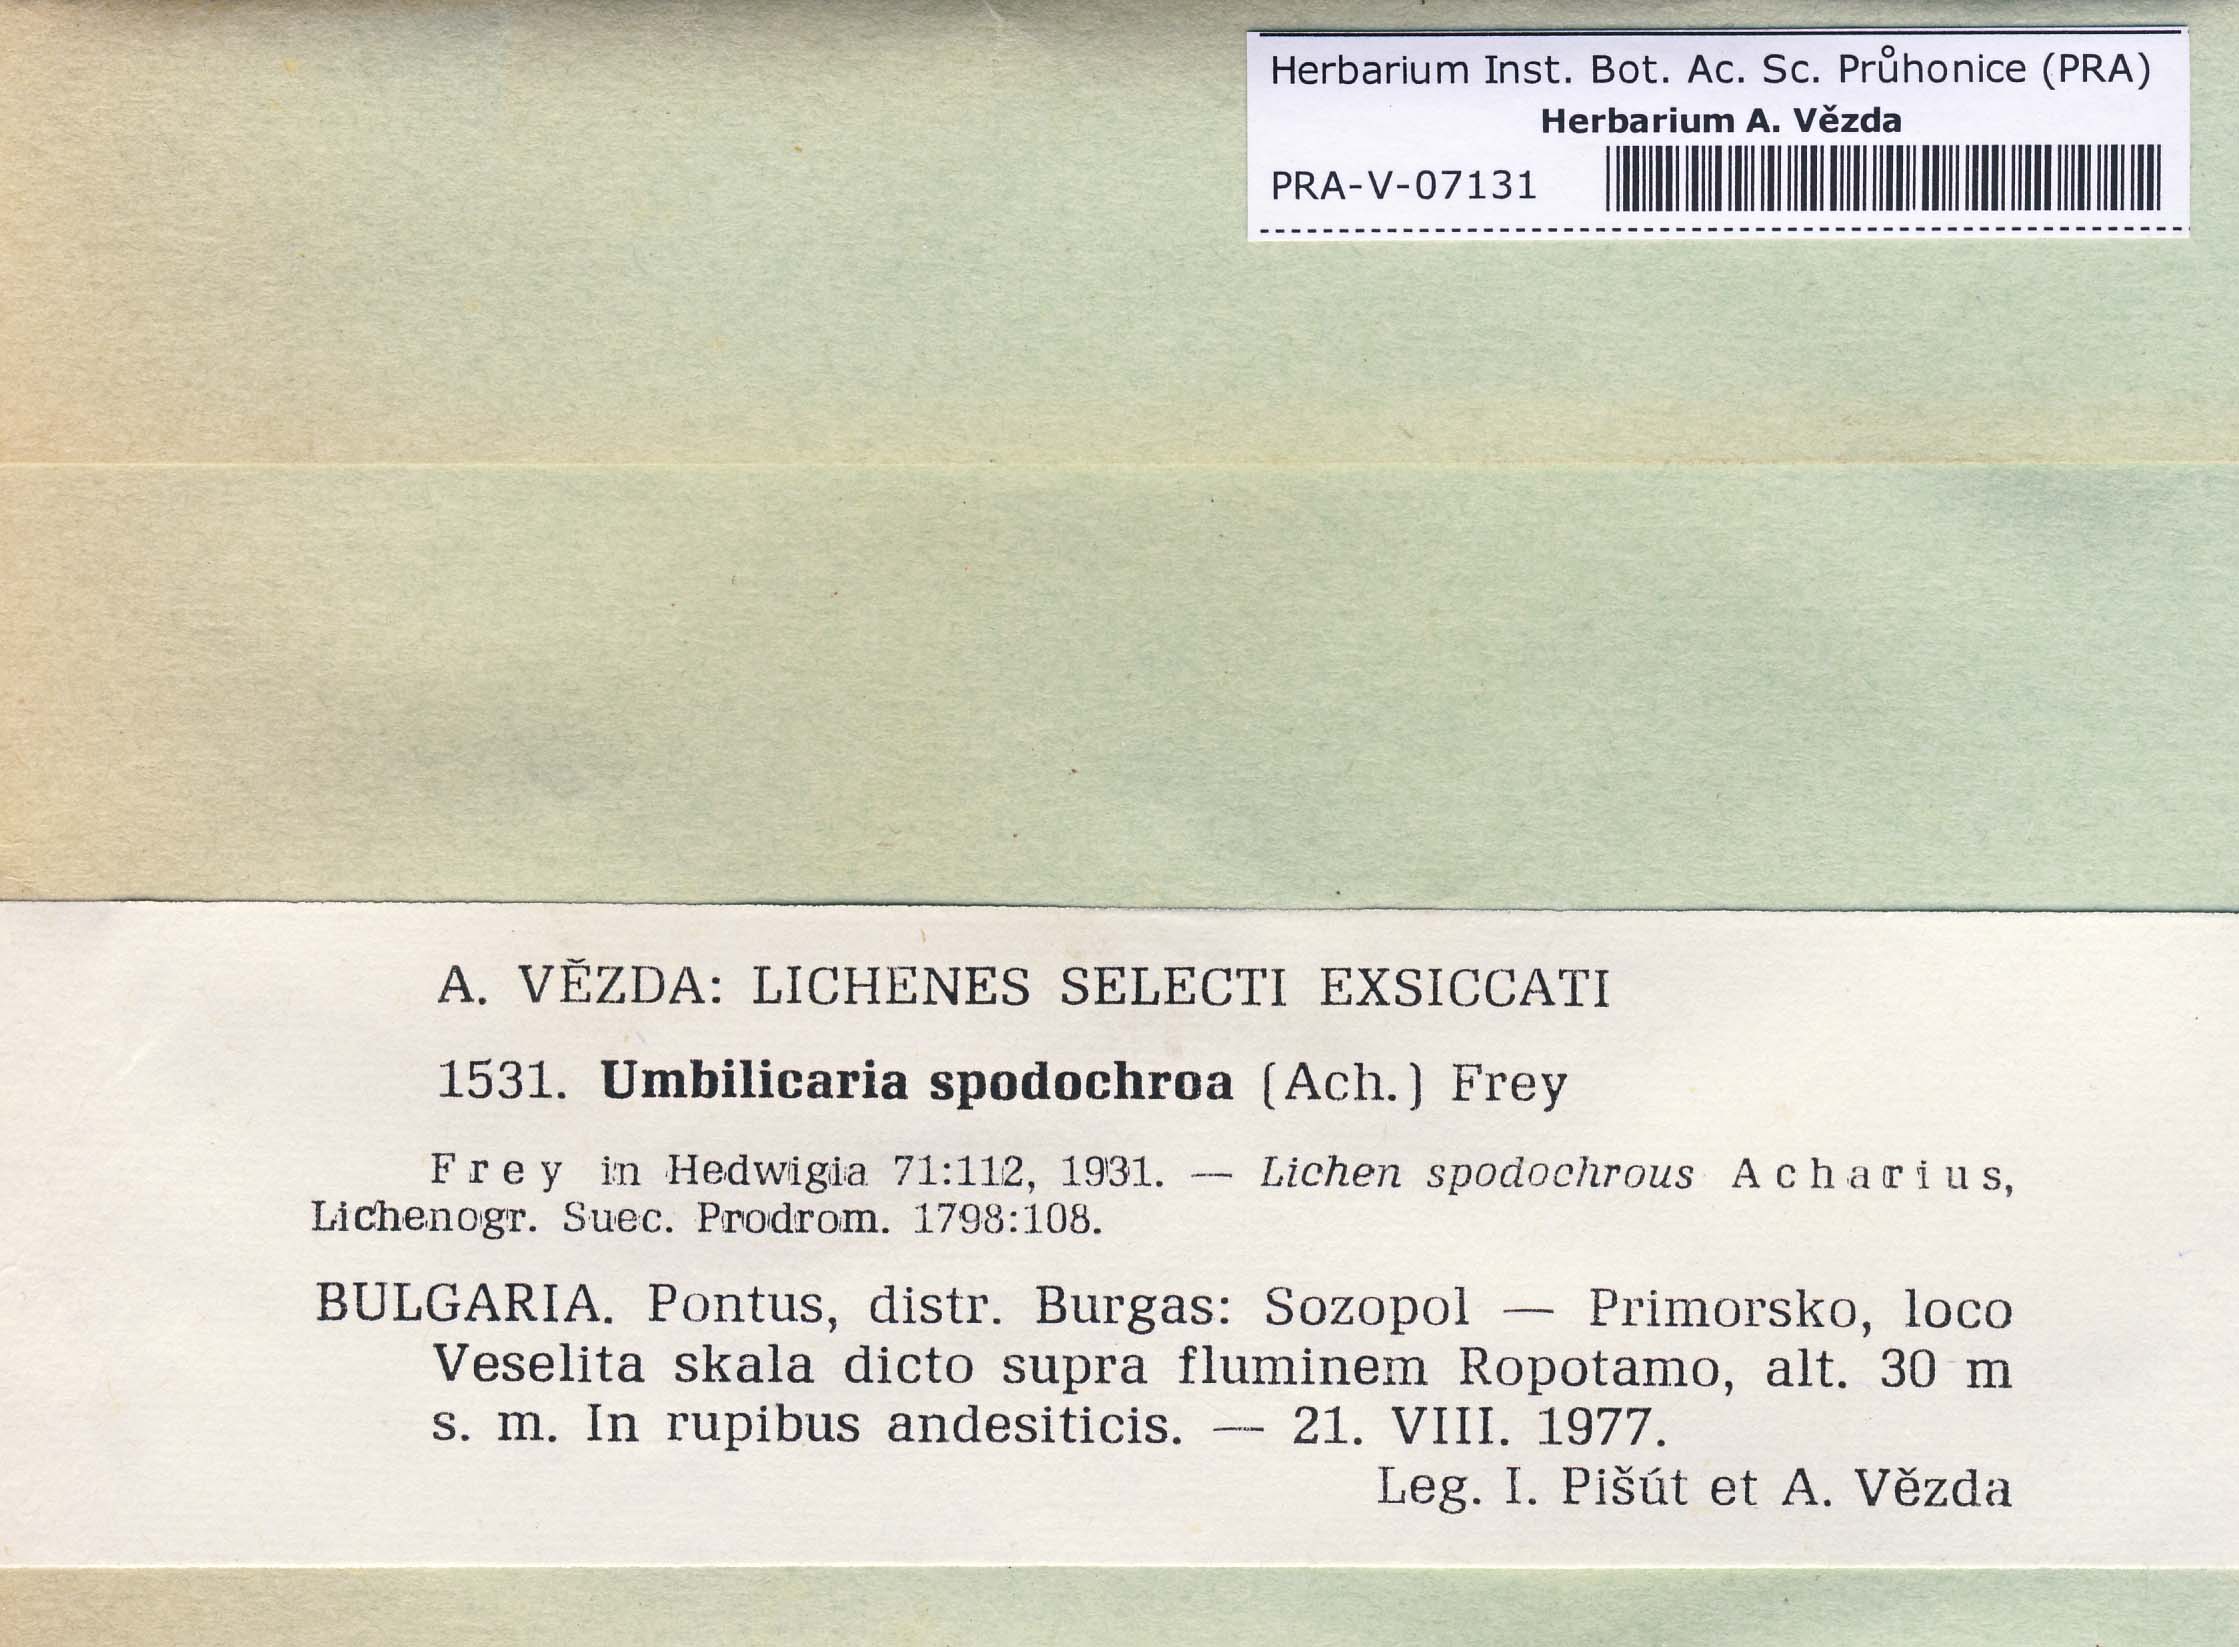 Herbarium Inst. Bot. Ac. Sc. Průhonice (PRA)
Herbarium A. Vězda
PRA-V-07131
A. VĚZDA: LICHENES SELECTI EXSICCATI
1531. Umbilicaria spodochroa (Ach.) Frey
Frey in Hedwigia 71:112, 1931. — Lichen spodochrous Acharius,
Lichenogr. Suec. Prodrom. 1798:108.
BULGARIA. Pontus, distr. Burgas: Sozopol — Primorsko, loco
Veselita skala dicto supra fluminem Ropotamo, alt. 30 m
s. m. In rupibus andesiticis. — 21. VIII. 1977.
Leg. I. Pišút et A. Vězda